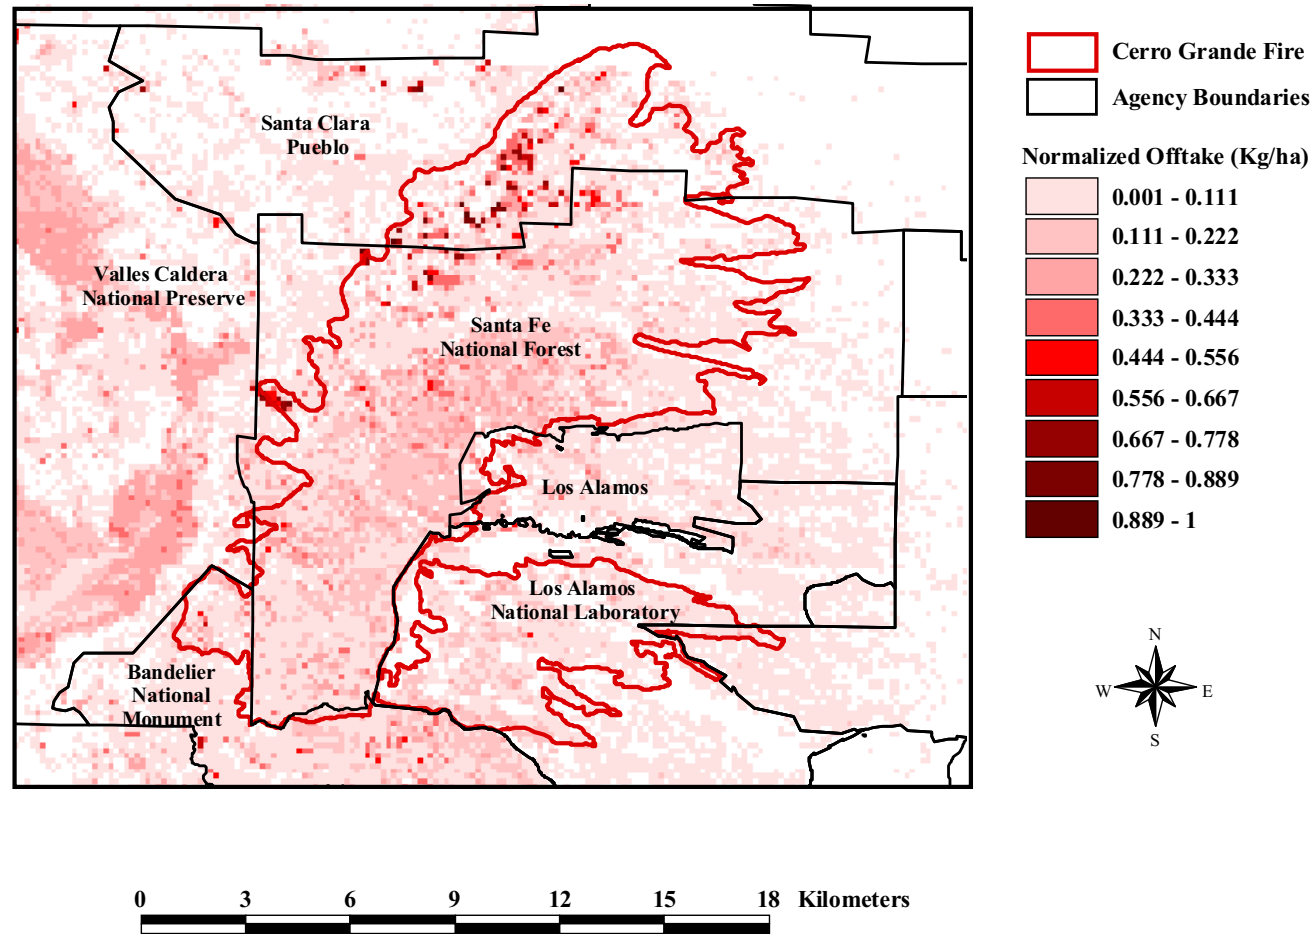 Cerro Grande Fire
Agency Boundaries
Normalized Offtake (Kg/ha)
0.001 - 0.111
0.111 - 0.222
0.222 - 0.333
0.333 - 0.444
0.444 - 0.556
0.556 - 0.667
0.667 - 0.778
0.778 - 0.889
0.889 - 1
Santa Clara
Pueblo
Valles Caldera
National Preserve
Santa Fe
National Forest
Los Alamos
Los Alamos
National Laboratory
Bandelier
National
Monument
N
W E
S
0 3 6 9 12 15 18 Kilometers